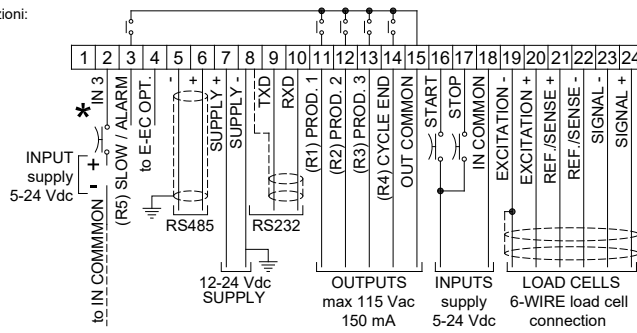 zioni:
1 2 3 4 5 6 7 8 9 10 11 12 13 14 15 16 17 18 19 20 21 22 23 24
*
IN 3
(R5) SLOW / ALARM
to E-EC OPT.
-
+
SUPPLY +
SUPPLY -
TXD
RXD
(R1) PROD. 1
(R2) PROD. 2
(R3) PROD. 3
(R4) CYCLE END
OUT COMMON
START
STOP
IN COMMON
EXCITATION -
EXCITATION +
REF./SENSE +
REF./SENSE -
SIGNAL -
SIGNAL +
INPUT
supply
5-24 Vdc
+
-
to IN COMMMON
RS485
RS232
12-24 Vdc
SUPPLY
OUTPUTS
max 115 Vac
150 mA
INPUTS
supply
5-24 Vdc
LOAD CELLS
6-WIRE load cell
connection